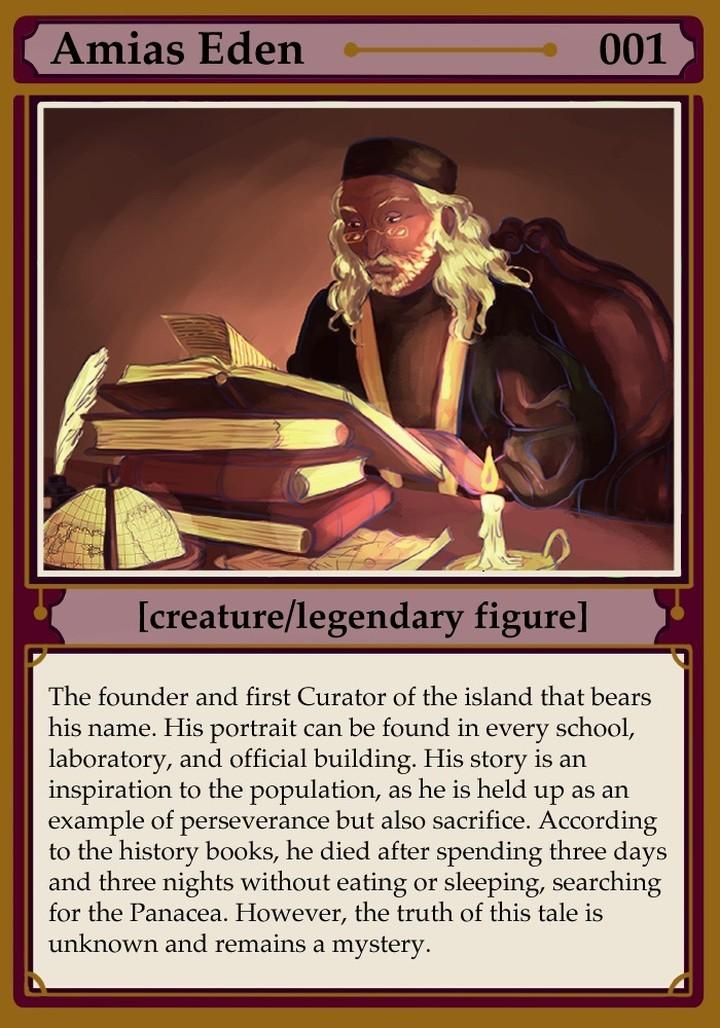 Amias Eden 001
[creature/legendary figure]
The founder and first Curator of the island that bears
his name. His portrait can be found in every school,
laboratory, and official building. His story is an
inspiration to the population, as he is held up as an
example of perseverance but also sacrifice. According
to the history books, he died after spending three days
and three nights without eating or sleeping, searching
for the Panacea. However, the truth of this tale is
unknown and remains a mystery.